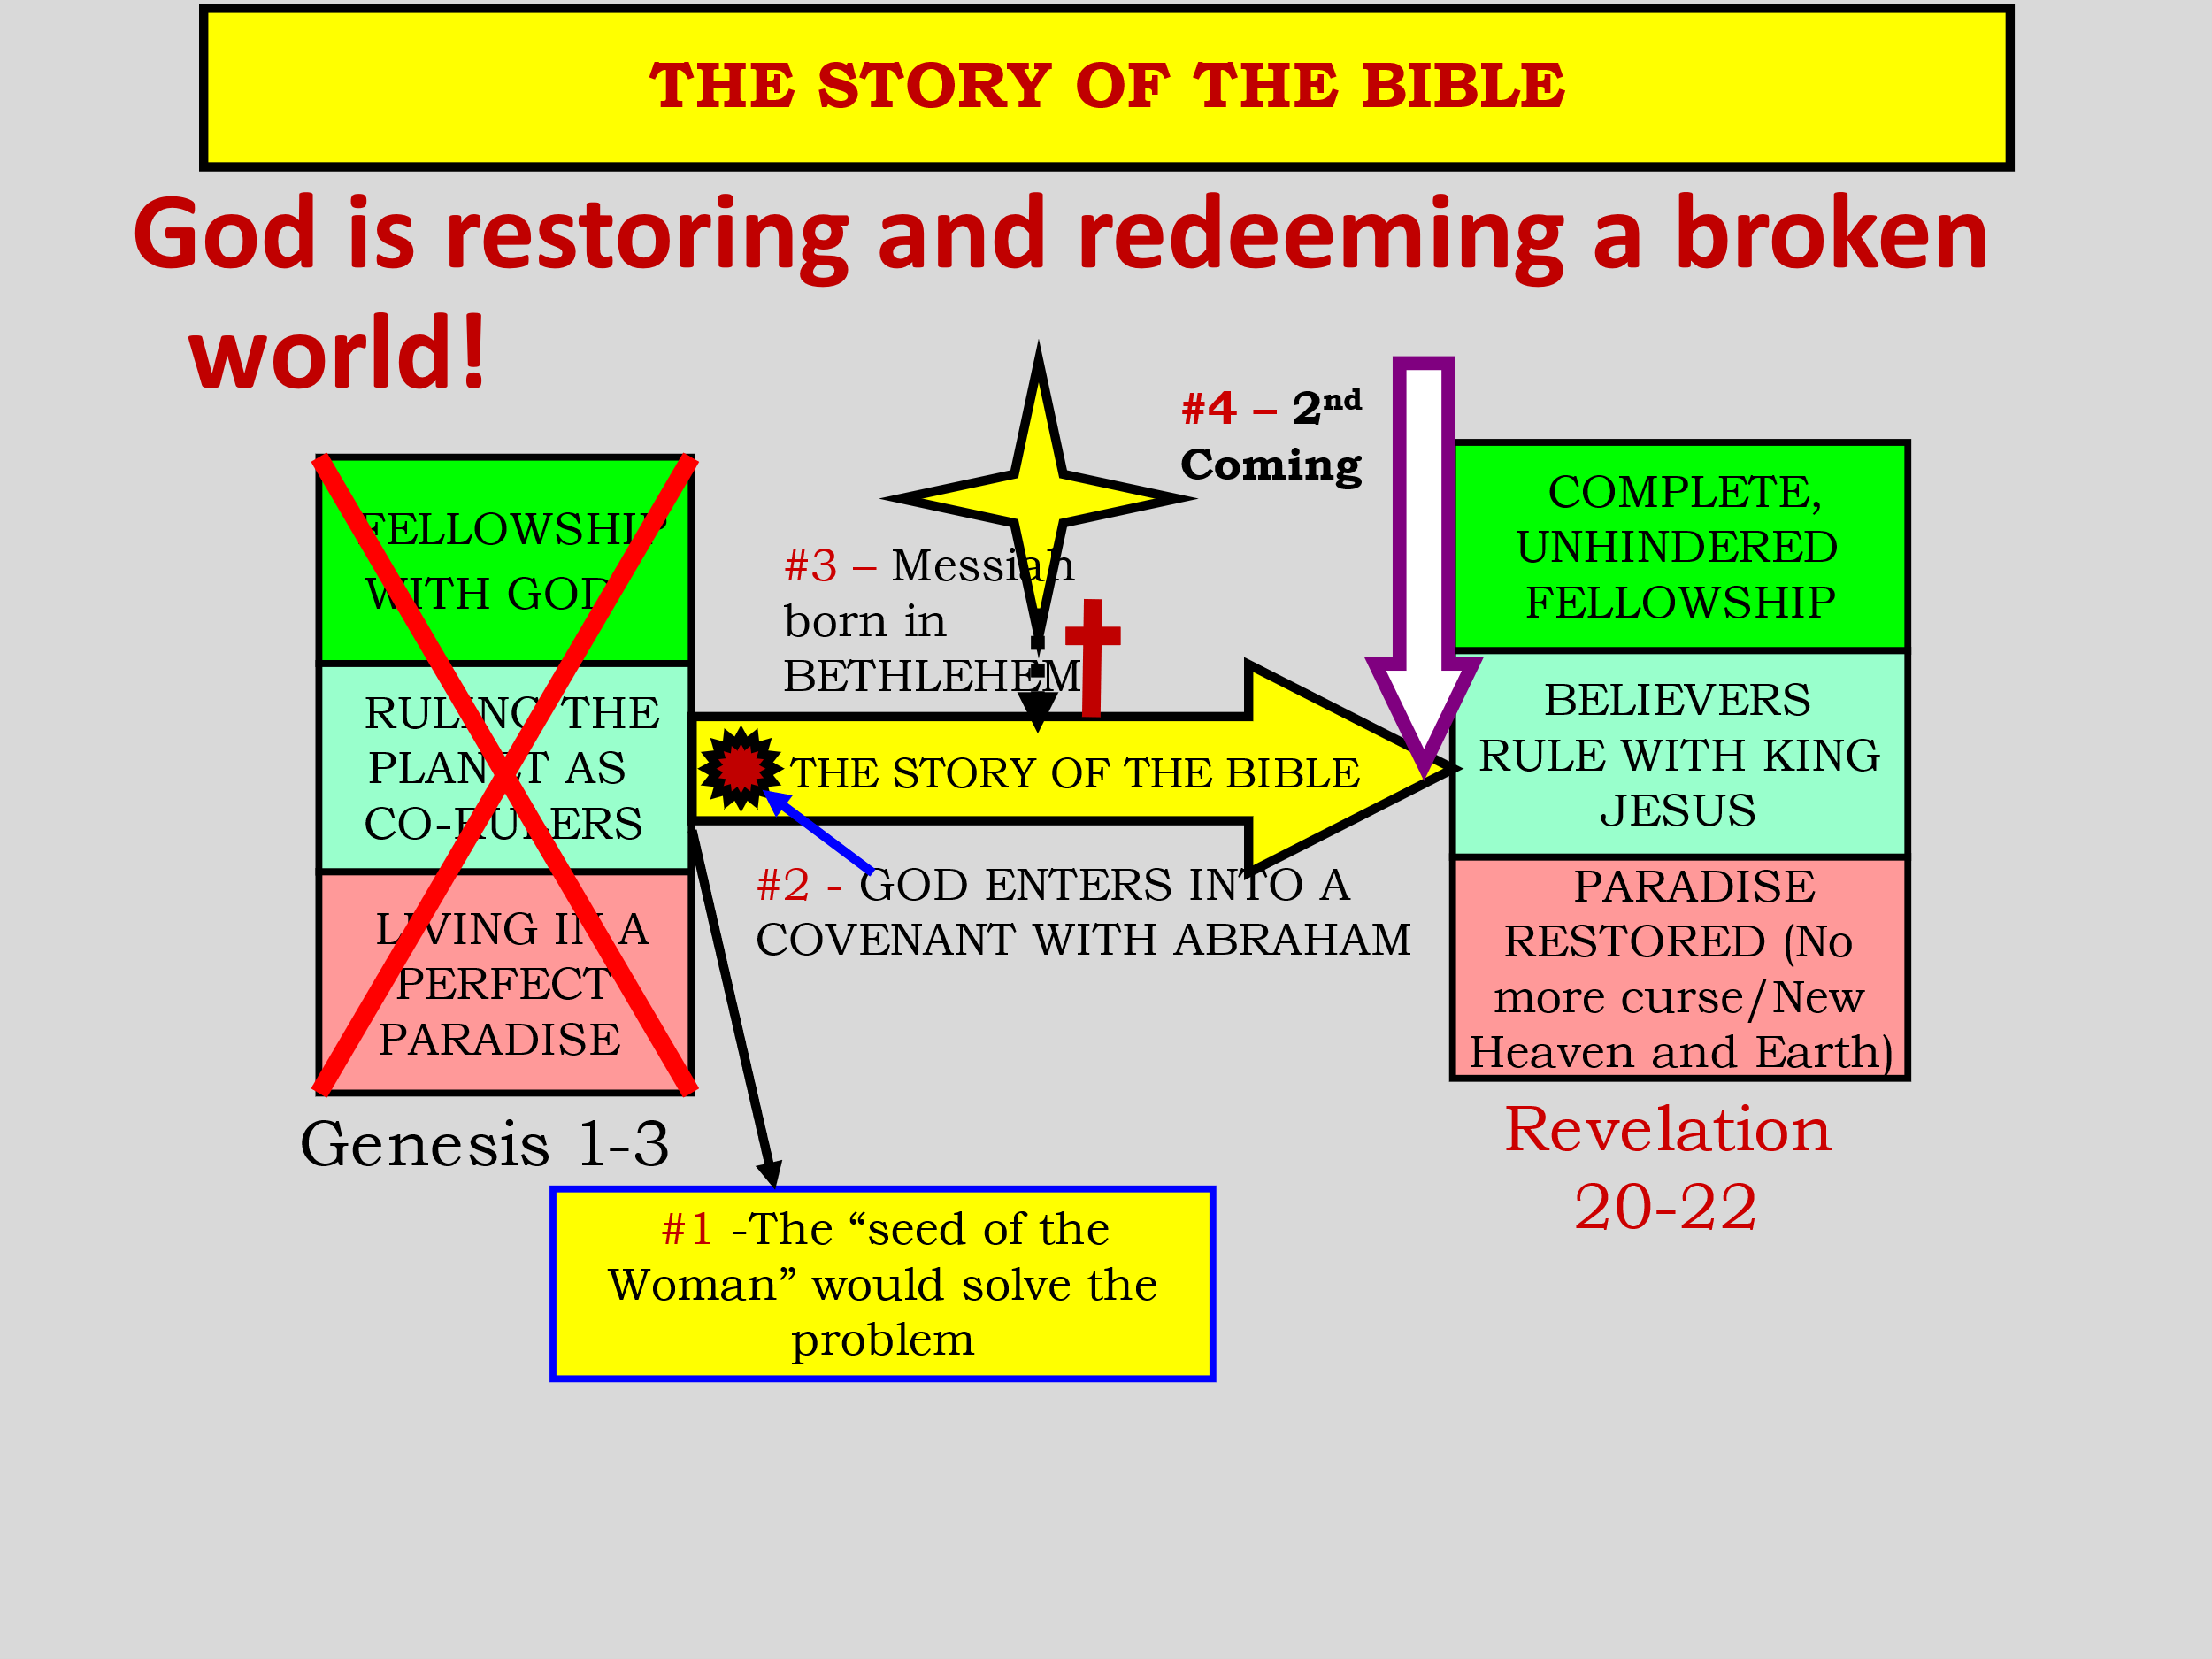 THE STORY OF THE BIBLE
God is restoring and redeeming a broken
world!
#4 – 2nd
Coming
FELLOWSHIP
WITH GOD
#3 – Messiah
born in
BETHLEHEM
COMPLETE,
UNHINDERED
FELLOWSHIP
RULING THE
PLANET AS
CO-RULERS
THE STORY OF THE BIBLE
BELIEVERS
RULE WITH KING
JESUS
LIVING IN A
PERFECT
PARADISE
#2 - GOD ENTERS INTO A
COVENANT WITH ABRAHAM
PARADISE
RESTORED (No
more curse/New
Heaven and Earth)
Genesis 1-3
Revelation
20-22
#1 -The “seed of the
Woman” would solve the
problem